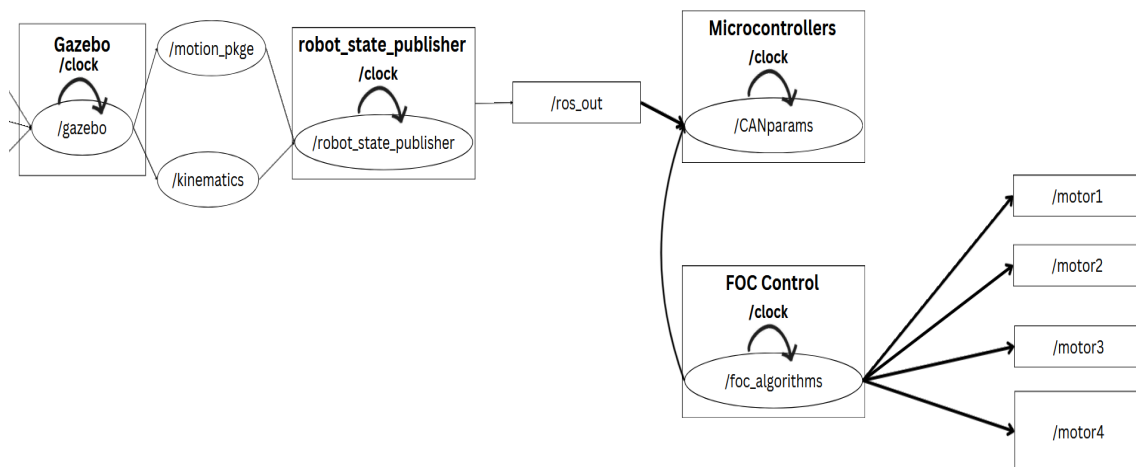 Gazebo
/clock
/gazebo
/motion_pkge
/kinematics
robot_state_publisher
/clock
/robot_state_publisher
/ros_out
Microcontrollers
/clock
/CANparams
FOC Control
/clock
/foc_algorithms
/motor1
/motor2
/motor3
/motor4